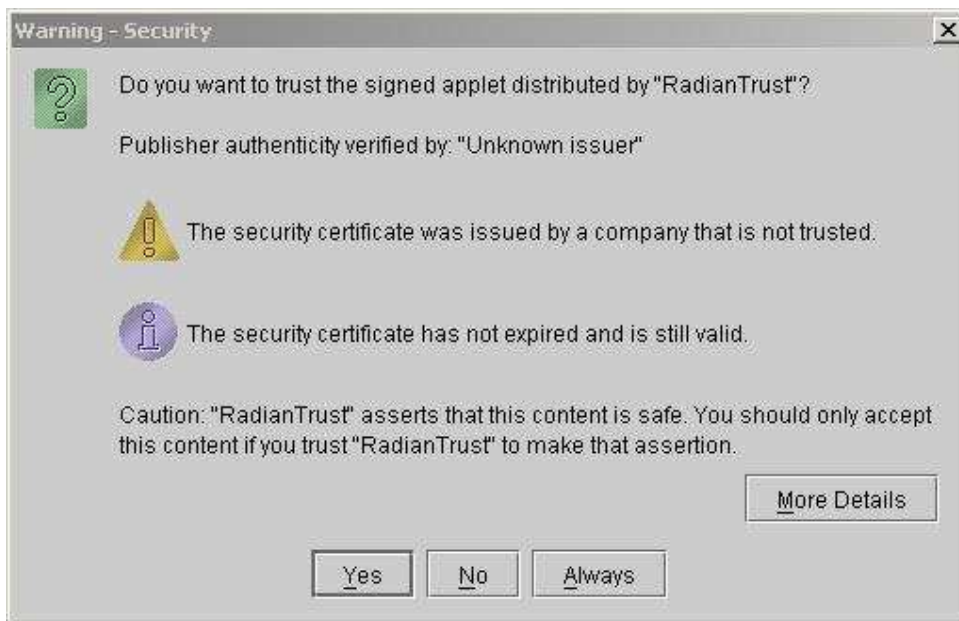 Warning - Security
Do you want to trust the signed applet distributed by "RadianTrust"?
Publisher authenticity verified by: "Unknown issuer"
The security certificate was issued by a company that is not trusted.
The security certificate has not expired and is still valid.
Caution: "RadianTrust" asserts that this content is safe. You should only accept
this content if you trust "RadianTrust" to make that assertion.
More Details
Yes No Always